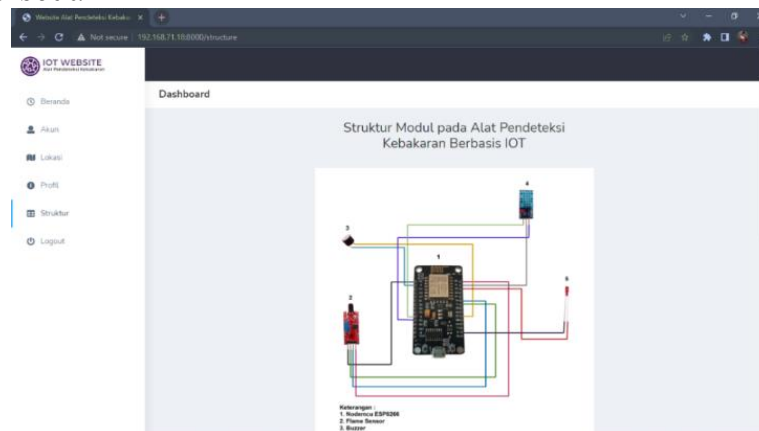 Website Alat Pendeteksi Kebaka
Not secure 192.168.71.18:8000/structure
IOT WEBSITE
Alat Pendeteksi Kebakaran
Dashboard
Beranda
Akun
Lokasi
Profil
Struktur
Logout
Struktur Modul pada Alat Pendeteksi
Kebakaran Berbasis IOT
4
3
1
5
2
Keterangan :
1. Nodemcu ESP8266
2. Flame Sensor
3. Buzzer